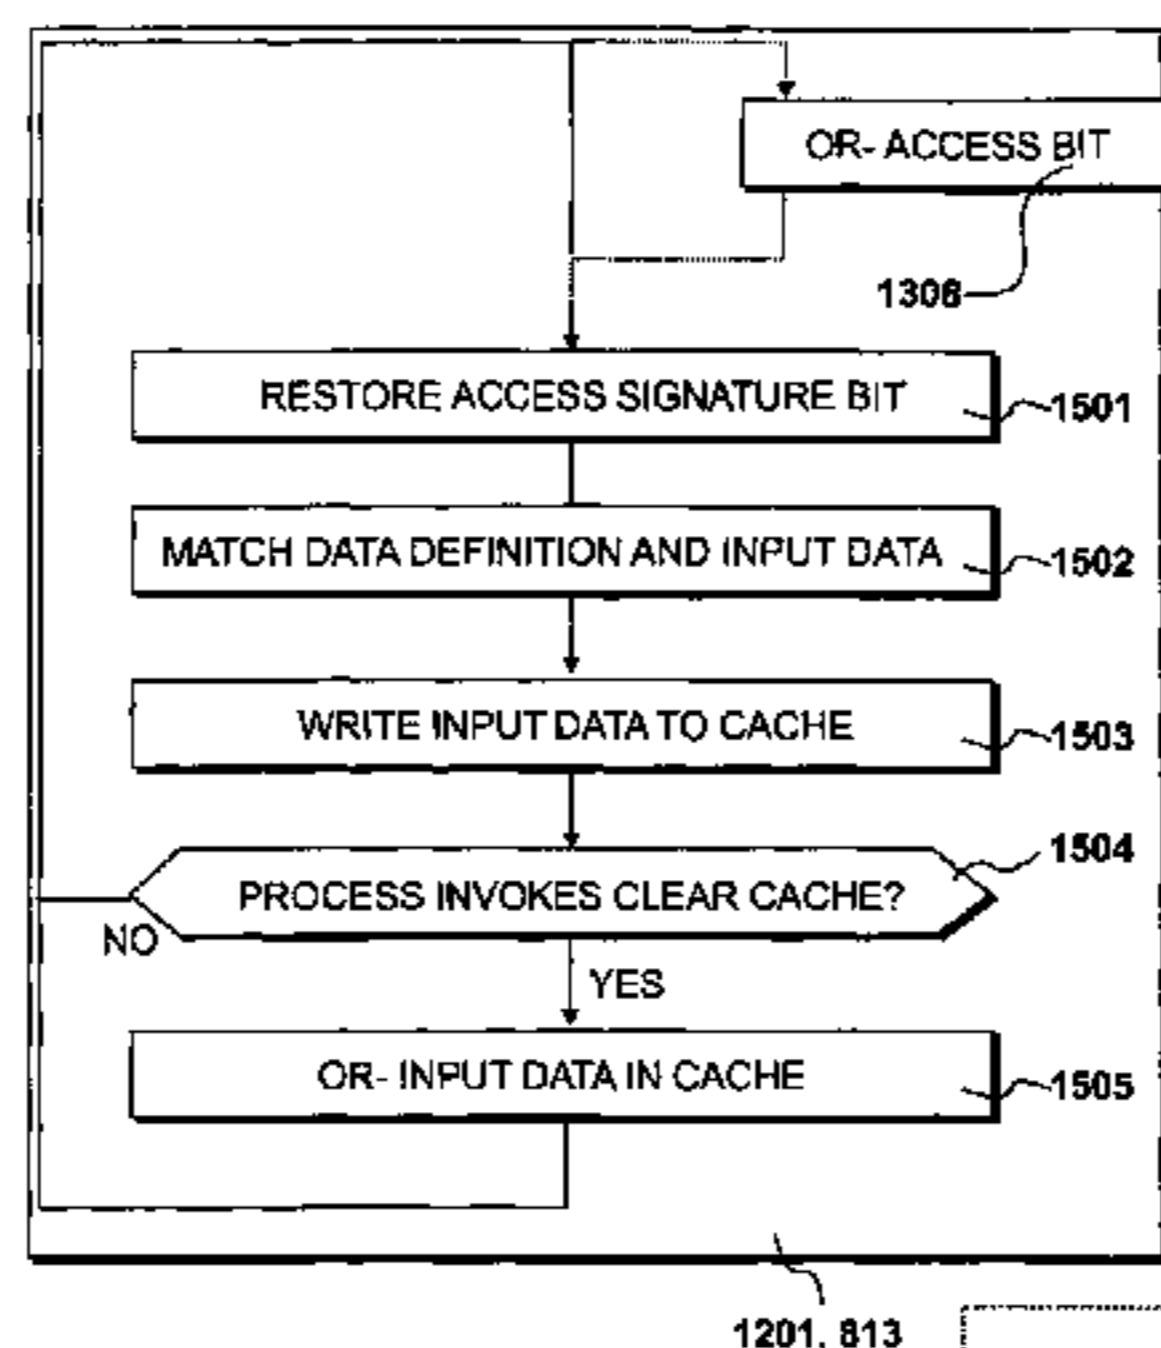 OR- ACCESS BIT
1306
RESTORE ACCESS SIGNATURE BIT
1501
MATCH DATA DEFINITION AND INPUT DATA
1502
WRITE INPUT DATA TO CACHE
1503
1504
PROCESS INVOKES CLEAR CACHE?
NO
YES
OR- INPUT DATA IN CACHE
1505
1201, 813